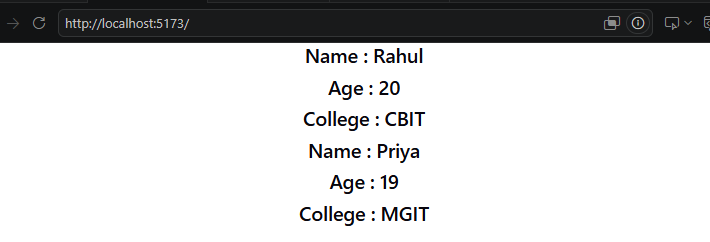 http://localhost:5173/
Name : Rahul
Age : 20
College : CBIT
Name : Priya
Age : 19
College : MGIT